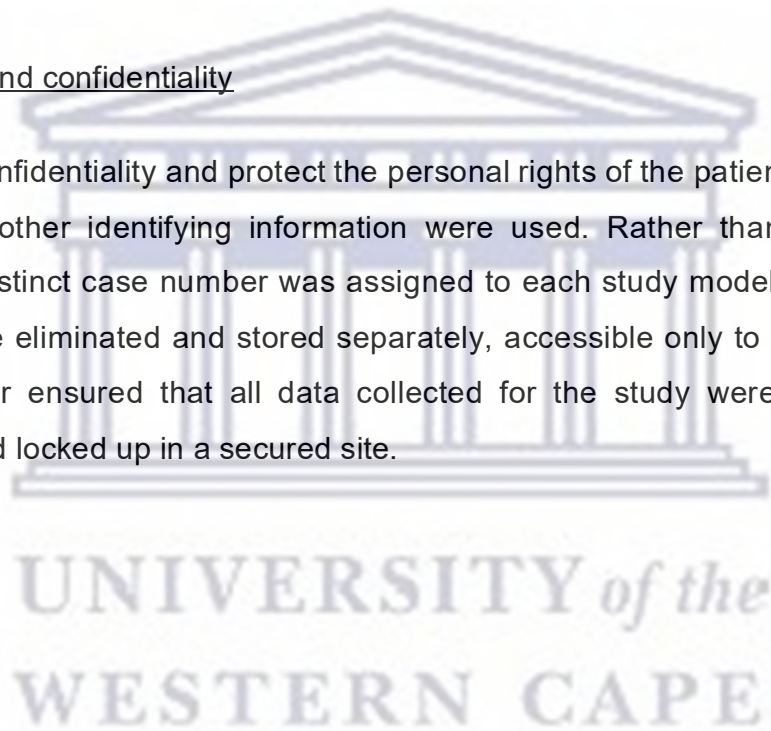 nd confidentiality
nfidentiality and protect the personal rights of the patien
other identifying information were used. Rather than
stinct case number was assigned to each study model
e eliminated and stored separately, accessible only to
r ensured that all data collected for the study were
d locked up in a secured site.
UNIVERSITY of the
WESTERN CAPE